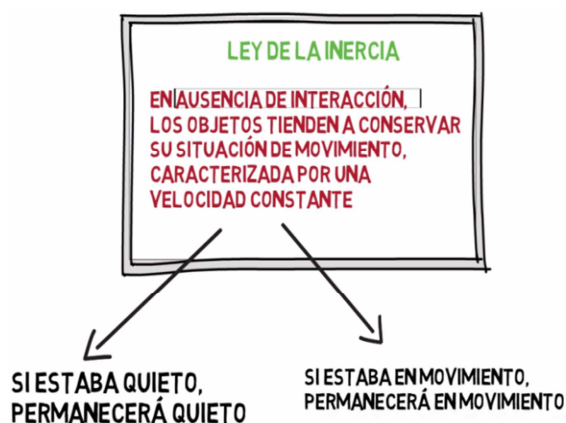 LEY DE LA INERCIA
EN AUSENCIA DE INTERACCIÓN,
LOS OBJETOS TIENDEN A CONSERVAR
SU SITUACIÓN DE MOVIMIENTO,
CARACTERIZADA POR UNA
VELOCIDAD CONSTANTE
SI ESTABA QUIETO,
PERMANECERÁ QUIETO
SI ESTABA EN MOVIMIENTO,
PERMANECERÁ EN MOVIMIENTO